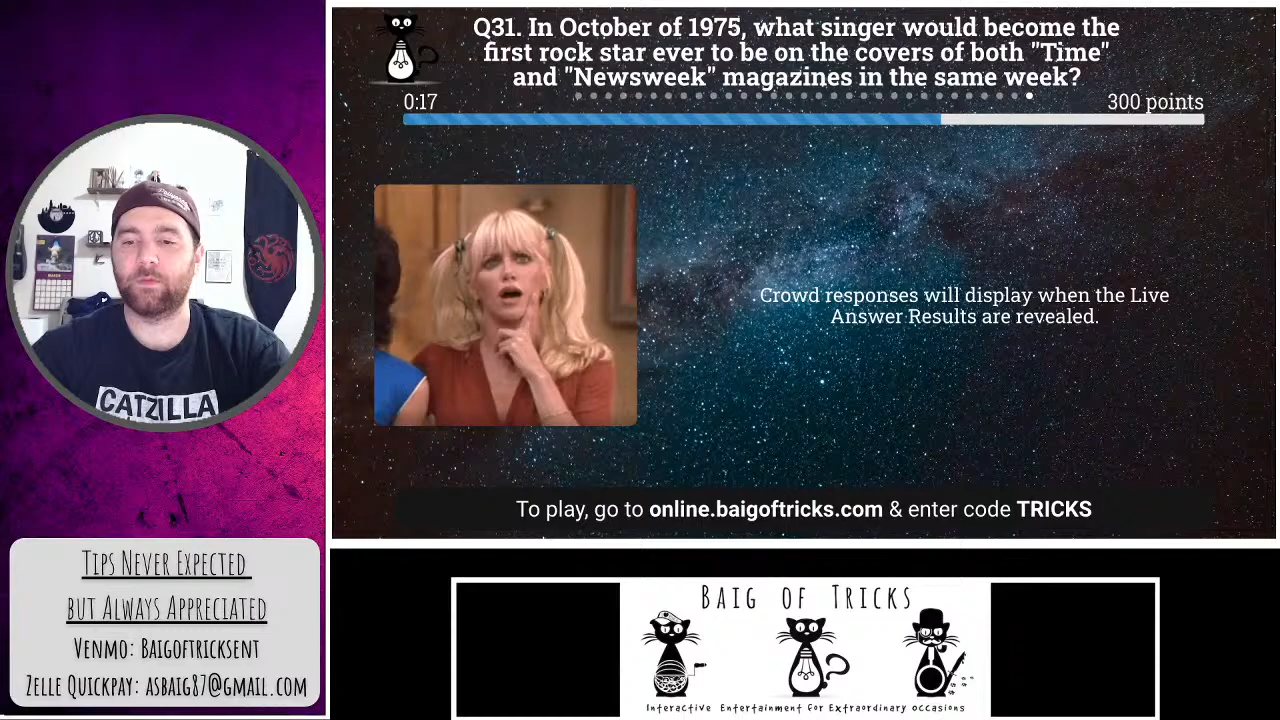 Q31. In October of 1975, what singer would become the
first rock star ever to be on the covers of both "Time"
and "Newsweek" magazines in the same week?
0:17
300 points
Crowd responses will display when the Live
Answer Results are revealed.
To play, go to online.baigoftricks.com & enter code TRICKS
CATZILLA
Tips Never Expected
but Always Appreciated
Venmo: Baigoftricksent
Zelle Quickpay: asbaig87@gmail.com
Baig of Tricks
Interactive Entertainment for Extraordinary Occasions